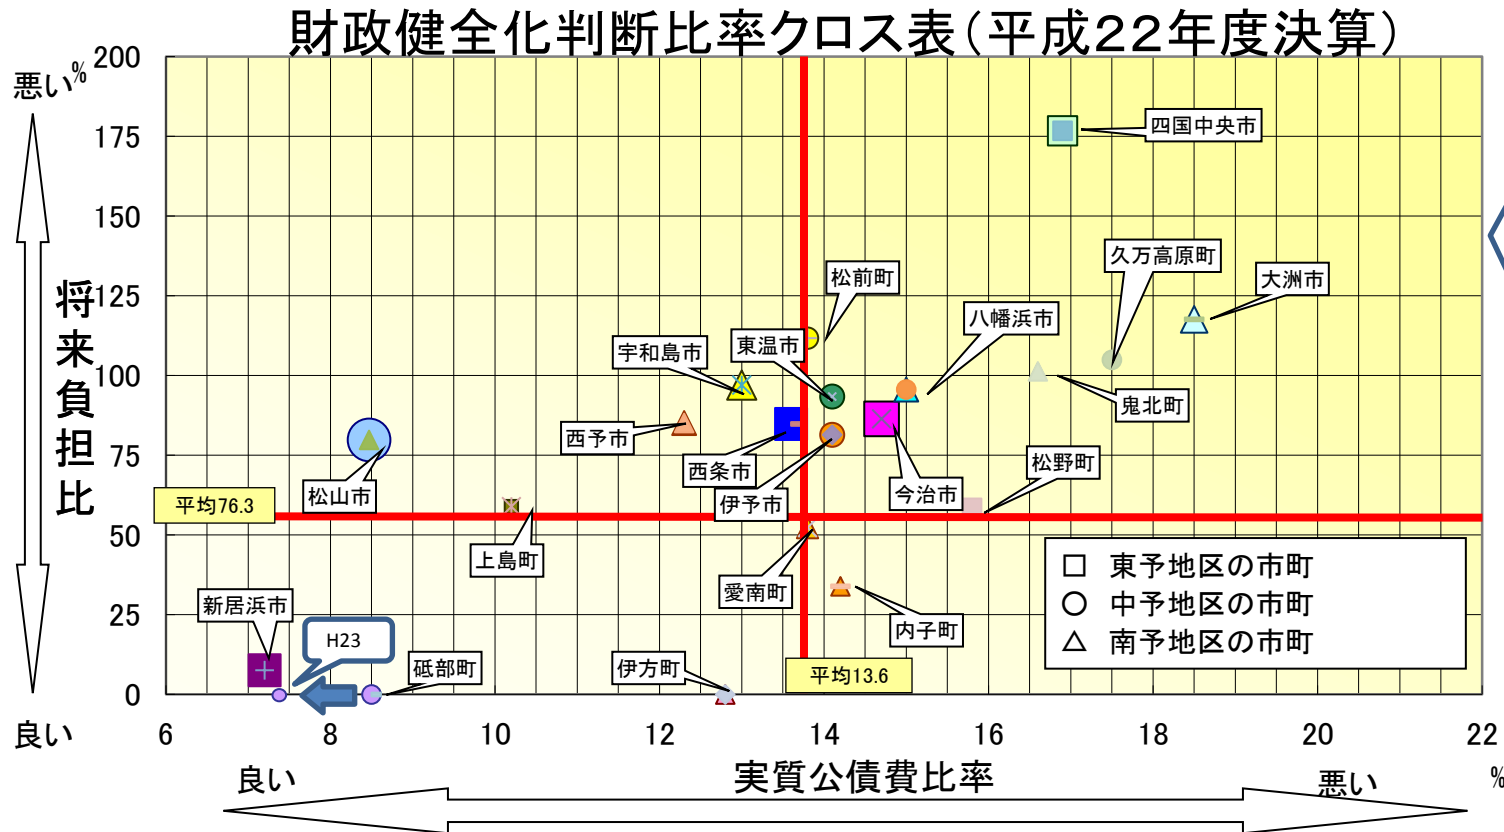 財政健全化判断比率クロス表(平成22年度決算)
悪い
%
200
175
150
125
100
75
50
25
0
将来負担比
良い
四国中央市
久万高原町
大洲市
松前町
八幡浜市
東温市
宇和島市
鬼北町
西予市
西条市
松野町
松山市
伊予市
今治市
平均76.3
上島町
愛南町
内子町
新居浜市
H23
砥部町
伊方町
平均13.6
□ 東予地区の市町
○ 中予地区の市町
△ 南予地区の市町
6 8 10 12 14 16 18 20 22
良い
実質公債費比率
悪い
%